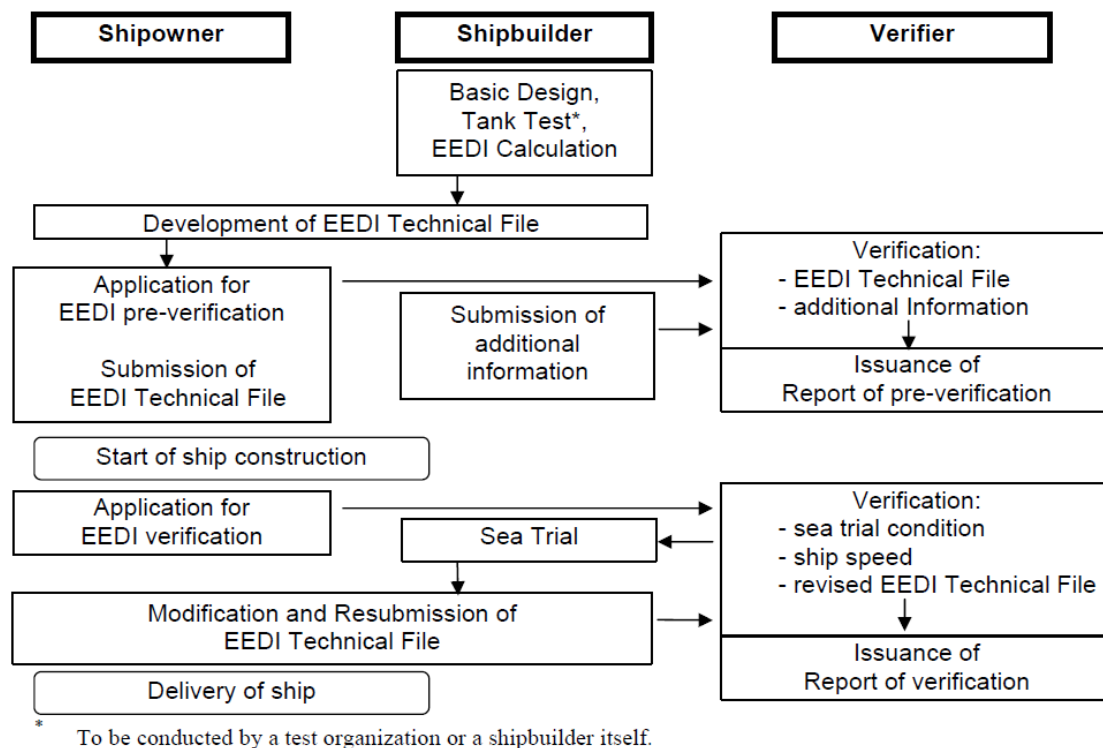 Shipowner
Shipbuilder
Verifier
Basic Design,
Tank Test*,
EEDI Calculation
Development of EEDI Technical File
Application for
EEDI pre-verification
Submission of
EEDI Technical File
Submission of
additional
information
Verification:
- EEDI Technical File
- additional Information
Issuance of
Report of pre-verification
Start of ship construction
Application for
EEDI verification
Sea Trial
Verification:
- sea trial condition
- ship speed
- revised EEDI Technical File
Modification and Resubmission of
EEDI Technical File
Issuance of
Report of verification
Delivery of ship
* To be conducted by a test organization or a shipbuilder itself.